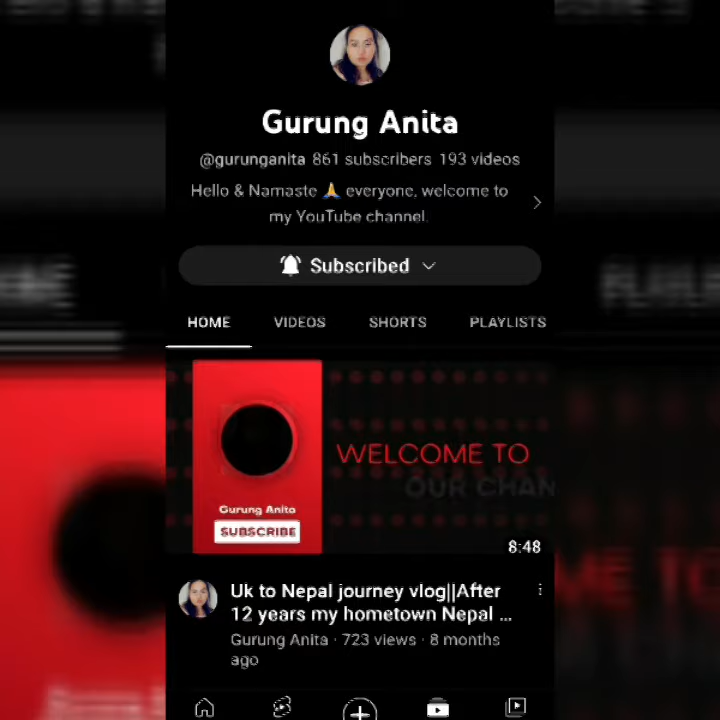 Gurung Anita
@gurunganita 861 subscribers 193 videos
Hello & Namaste 🙏 everyone, welcome to
my YouTube channel.
Subscribed
HOME VIDEOS SHORTS PLAYLISTS
WELCOME TO
OUR CHAN
Gurung Anita
SUBSCRIBE
8:48
Uk to Nepal journey vlog||After
12 years my hometown Nepal ...
Gurung Anita · 723 views · 8 months
ago